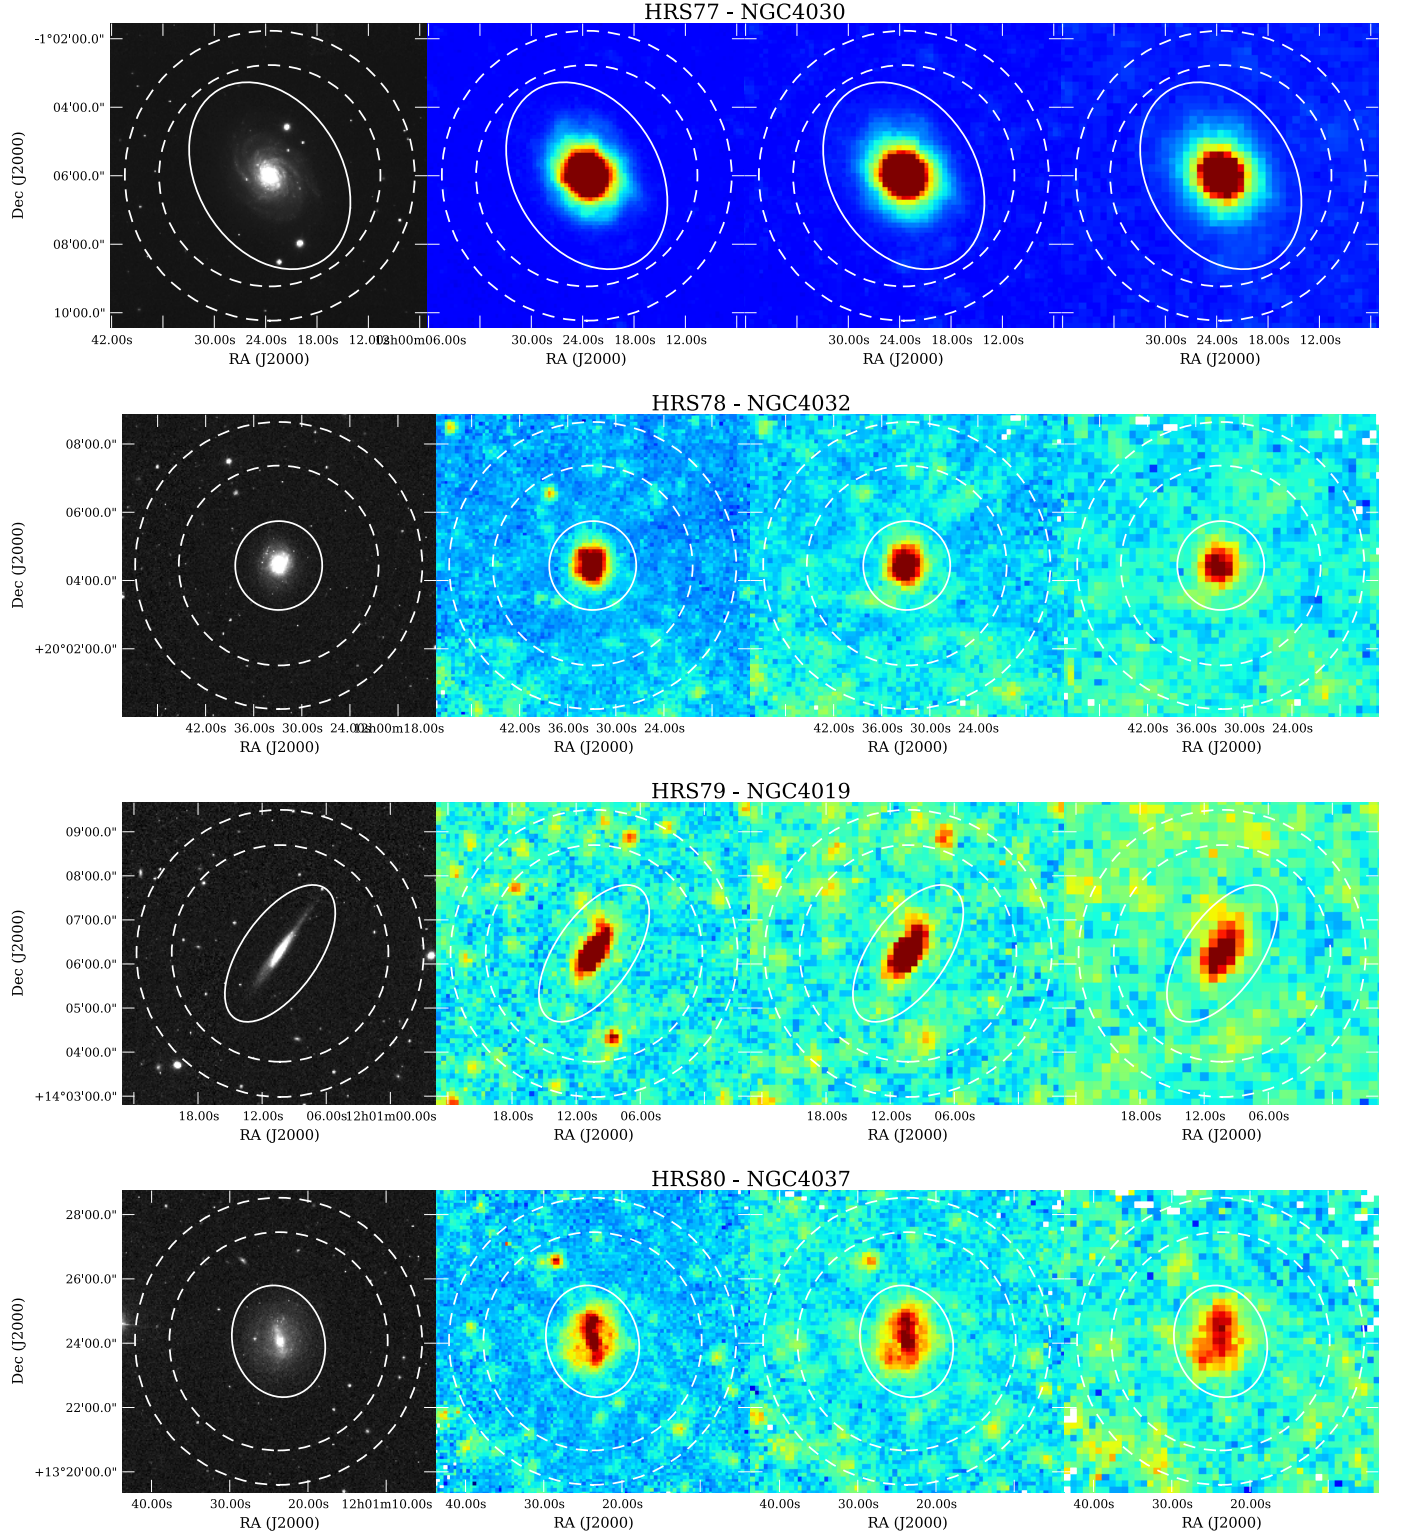 HRS77 - NGC4030
-1°02'00.0"
04'00.0"
06'00.0"
08'00.0"
10'00.0"
Dec (J2000)
42.00s 30.00s 24.00s 18.00s 12.00s 12h00m06.00s 30.00s 24.00s 18.00s 12.00s 30.00s 24.00s 18.00s 12.00s 30.00s 24.00s 18.00s 12.00s
RA (J2000) RA (J2000) RA (J2000) RA (J2000)
HRS78 - NGC4032
08'00.0"
06'00.0"
04'00.0"
+20°02'00.0"
Dec (J2000)
42.00s 36.00s 30.00s 24.00s 12h00m18.00s 42.00s 36.00s 30.00s 24.00s 42.00s 36.00s 30.00s 24.00s 42.00s 36.00s 30.00s 24.00s
RA (J2000) RA (J2000) RA (J2000) RA (J2000)
HRS79 - NGC4019
09'00.0"
08'00.0"
07'00.0"
06'00.0"
05'00.0"
04'00.0"
+14°03'00.0"
Dec (J2000)
18.00s 12.00s 06.00s 12h01m00.00s 18.00s 12.00s 06.00s 18.00s 12.00s 06.00s 18.00s 12.00s 06.00s
RA (J2000) RA (J2000) RA (J2000) RA (J2000)
HRS80 - NGC4037
28'00.0"
26'00.0"
24'00.0"
22'00.0"
+13°20'00.0"
Dec (J2000)
40.00s 30.00s 20.00s 12h01m10.00s 40.00s 30.00s 20.00s 40.00s 30.00s 20.00s 40.00s 30.00s 20.00s
RA (J2000) RA (J2000) RA (J2000) RA (J2000)